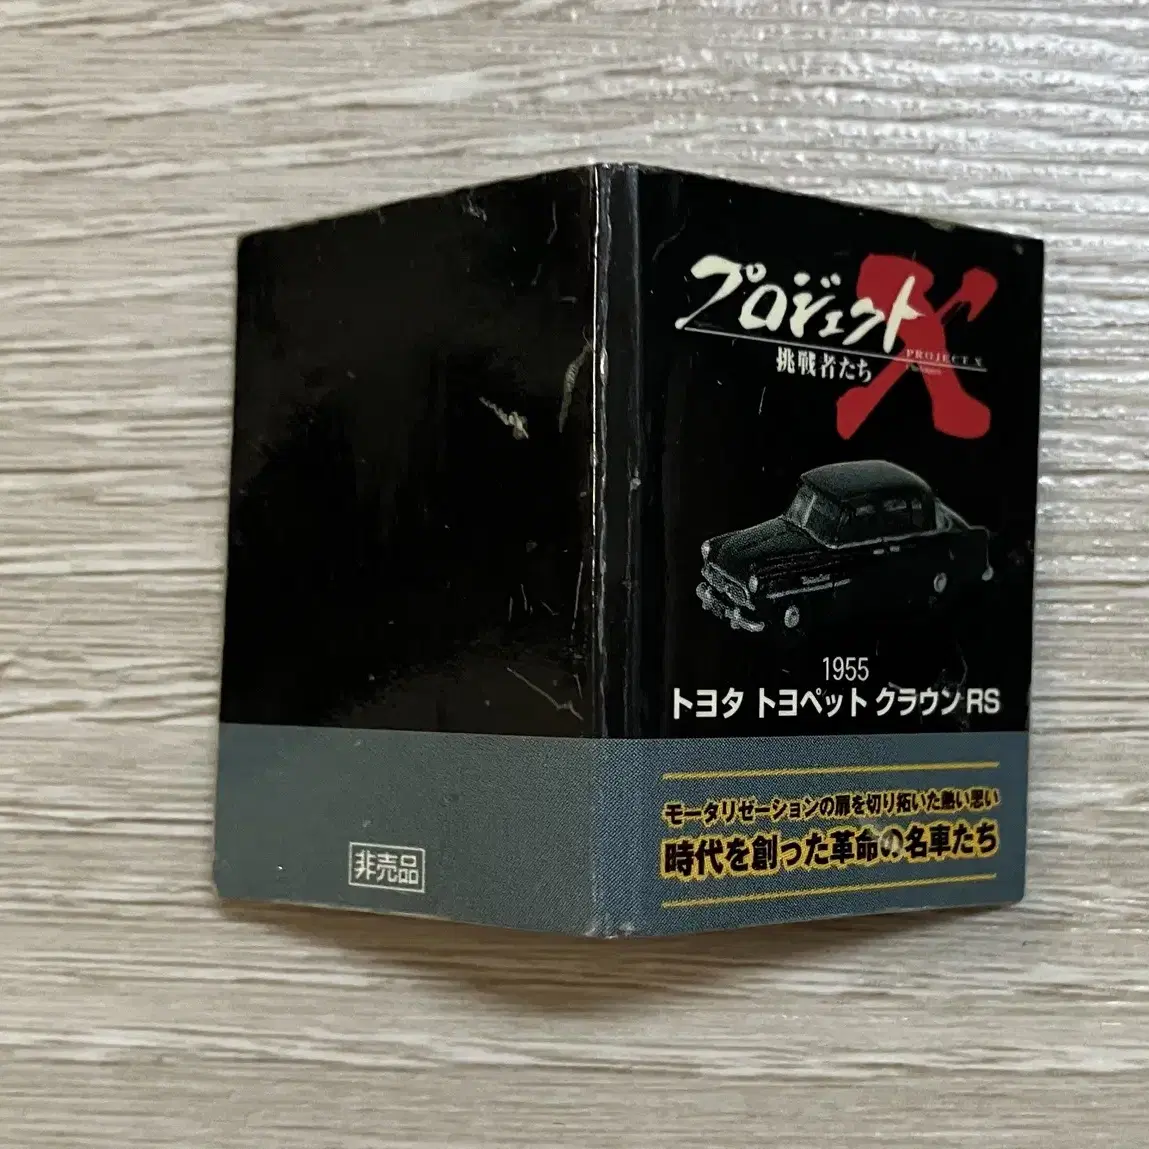 プロジェクトX
PROJECT X
挑戦者たち
1955
トヨタ トヨペット クラウン RS
モータリゼーションの扉を切り拓いた熱い思い
時代を創った革命の名車たち
非売品